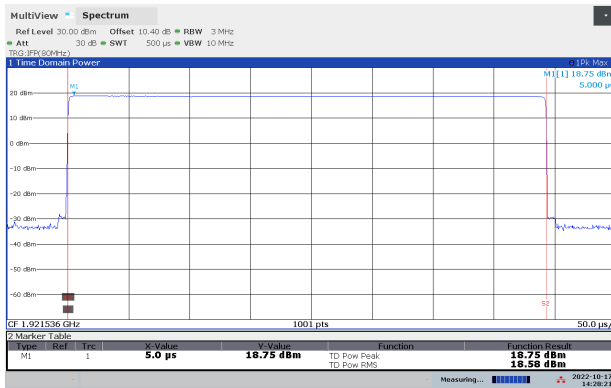 MultiView Spectrum
Ref Level 30.00 dBm Offset 10.40 dB RBW 3 MHz
Att 30 dB SWT 500 µs VBW 10 MHz
TRG:IFP(80MHz)
1 Time Domain Power 1Pk Max
M1[1] 18.75 dBm
5.000 µs
M1
20 dBm
10 dBm
0 dBm
-10 dBm
-20 dBm
-30 dBm
-40 dBm
-50 dBm
-60 dBm
S2
CF 1.921536 GHz 1001 pts 50.0 µs/
2 Marker Table
Type Ref Trc X-Value Y-Value Function Function Result
M1 1 5.0 µs 18.75 dBm TD Pow Peak 18.75 dBm
TD Pow RMS 18.58 dBm
Measuring... 2022-10-17
14:28:21